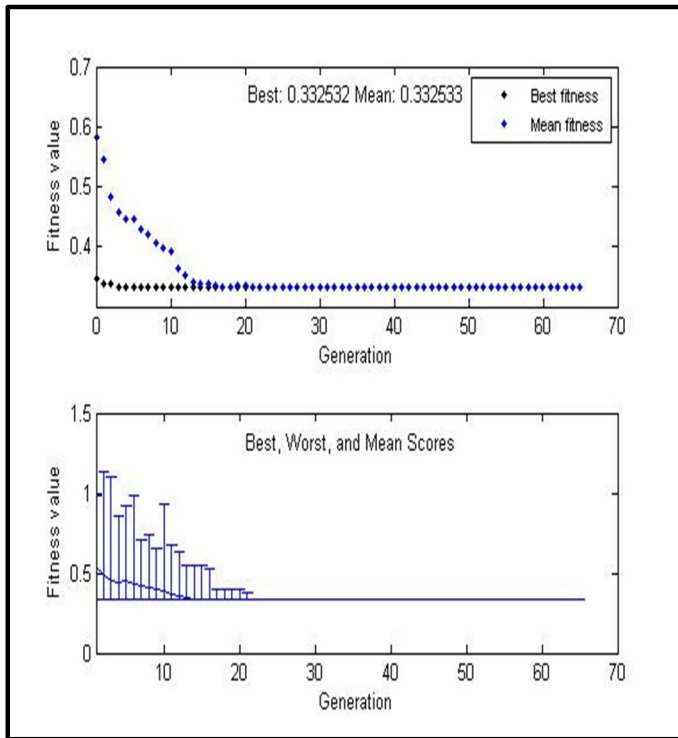 0.7
0.6
0.5
0.4
Fitness value
Best: 0.332532 Mean: 0.332533
Best fitness
Mean fitness
0 10 20 30 40 50 60 70
Generation
1.5
1
0.5
0
Fitness value
Best, Worst, and Mean Scores
10 20 30 40 50 60 70
Generation